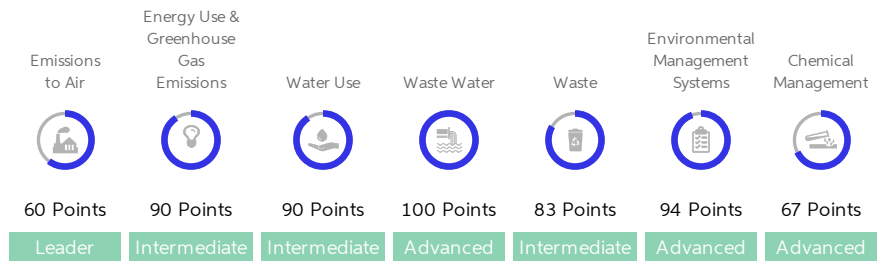 Emissions
to Air
Energy Use &
Greenhouse
Gas
Emissions
Water Use
Waste Water
Waste
Environmental
Management
Systems
Chemical
Management
60 Points
90 Points
90 Points
100 Points
83 Points
94 Points
67 Points
Leader
Intermediate
Intermediate
Advanced
Intermediate
Advanced
Advanced